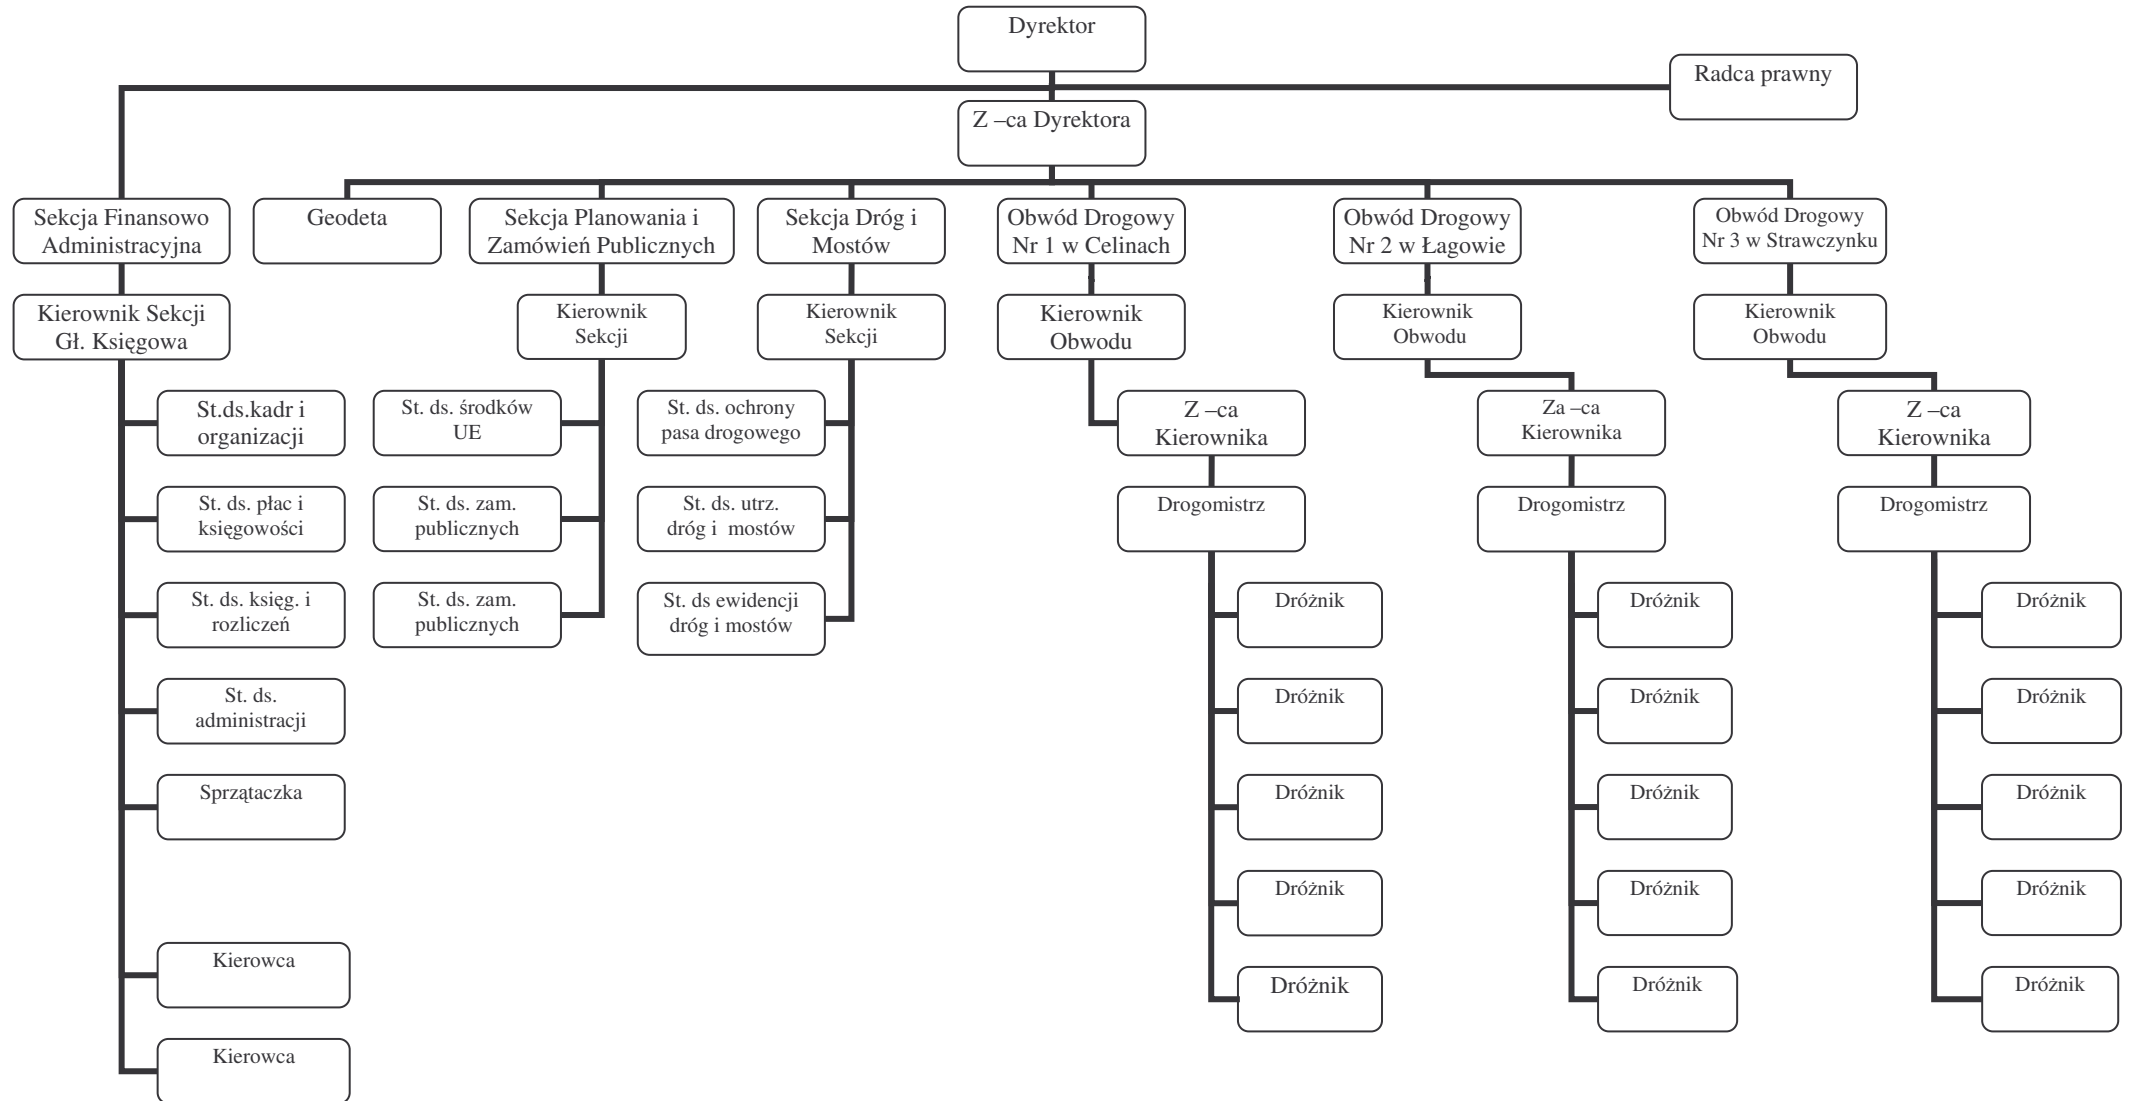 Dyrektor
Radca prawny
Z –ca Dyrektora
Sekcja Finansowo
Administracyjna
Geodeta
Sekcja Planowania i
Zamówień Publicznych
Sekcja Dróg i
Mostów
Obwód Drogowy
Nr 1 w Celinach
Obwód Drogowy
Nr 2 w Łagowie
Obwód Drogowy
Nr 3 w Strawczynku
Kierownik Sekcji
Gł. Księgowa
Kierownik
Sekcji
Kierownik
Sekcji
Kierownik
Obwodu
Kierownik
Obwodu
Kierownik
Obwodu
St.ds.kadr i
organizacji
St. ds. środków
UE
St. ds. ochrony
pasa drogowego
Z –ca
Kierownika
Za –ca
Kierownika
Z –ca
Kierownika
St. ds. płac i
księgowości
St. ds. zam.
publicznych
St. ds. utrz.
dróg i  mostów
Drogomistrz
Drogomistrz
Drogomistrz
St. ds. księg. i
rozliczeń
St. ds. zam.
publicznych
St. ds ewidencji
dróg i mostów
Dróżnik
Dróżnik
Dróżnik
St. ds.
administracji
Dróżnik
Dróżnik
Dróżnik
Sprzątaczka
Dróżnik
Dróżnik
Dróżnik
Dróżnik
Dróżnik
Dróżnik
Kierowca
Dróżnik
Dróżnik
Dróżnik
Kierowca